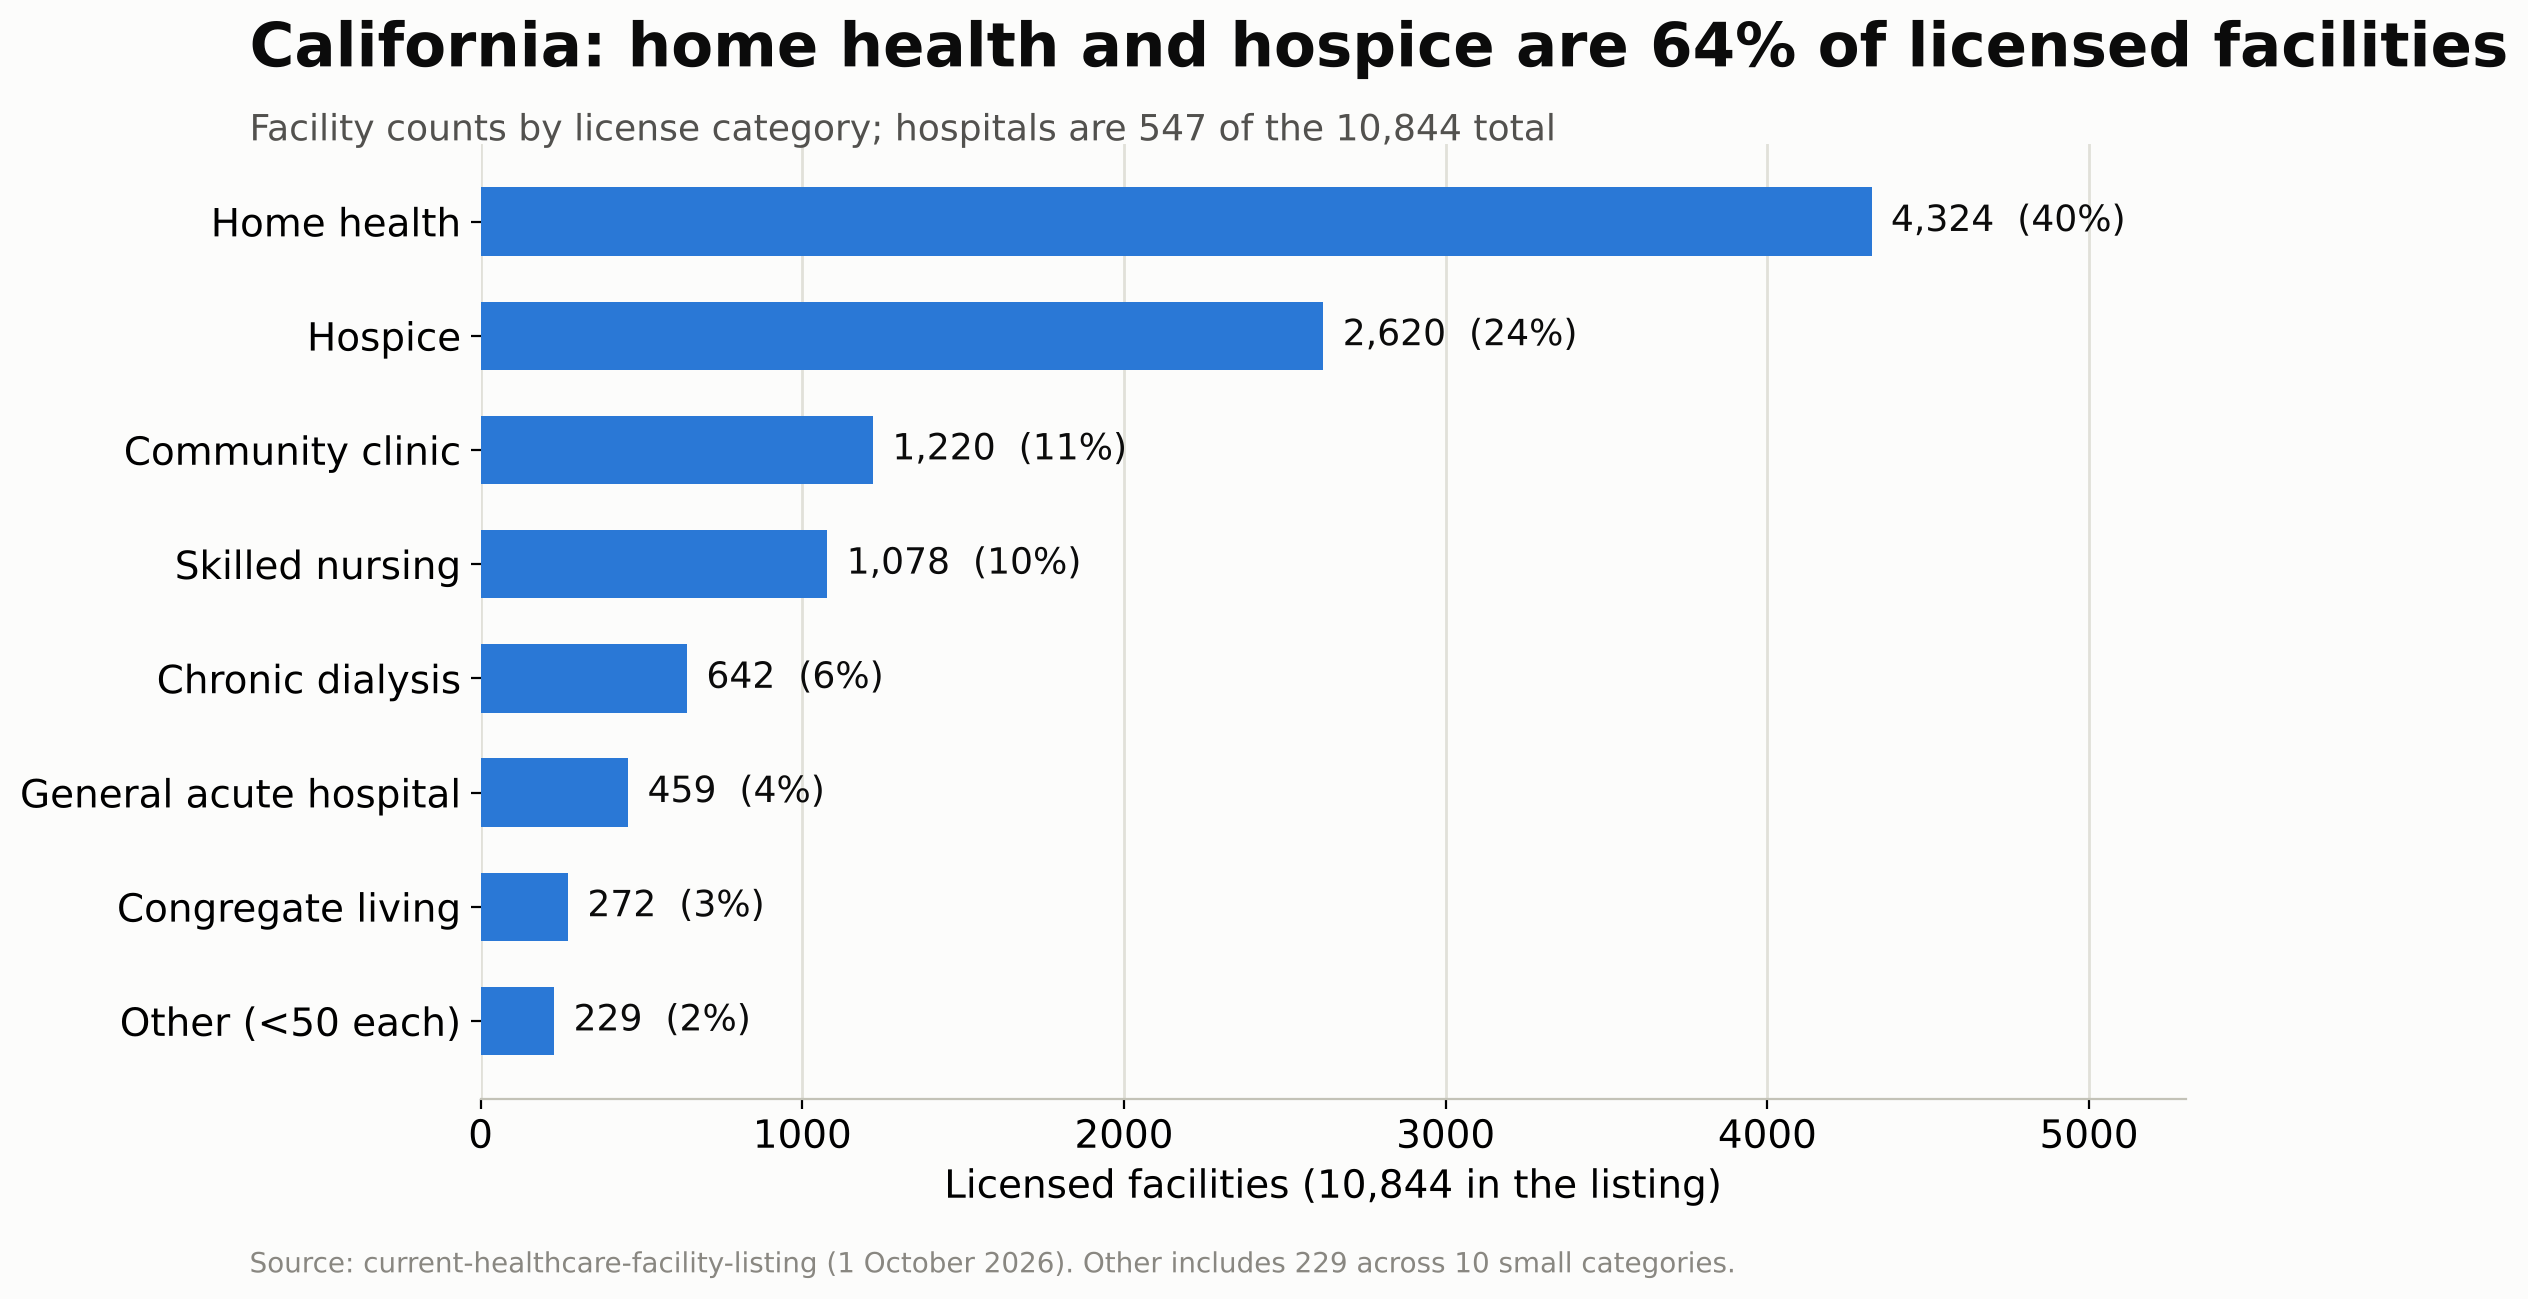 California: home health and hospice are 64% of licensed facilities
Facility counts by license category; hospitals are 547 of the 10,844 total
Home health 4,324 (40%)
Hospice 2,620 (24%)
Community clinic 1,220 (11%)
Skilled nursing 1,078 (10%)
Chronic dialysis 642 (6%)
General acute hospital 459 (4%)
Congregate living 272 (3%)
Other (<50 each) 229 (2%)
0 1000 2000 3000 4000 5000
Licensed facilities (10,844 in the listing)
Source: current-healthcare-facility-listing (1 October 2026). Other includes 229 across 10 small categories.